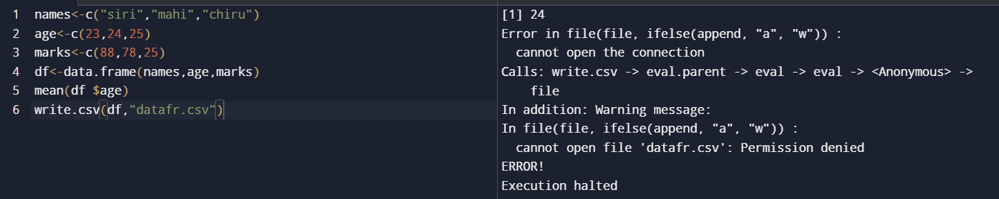 1 names<-c("siri","mahi","chiru")
2 age<-c(23,24,25)
3 marks<-c(88,78,25)
4 df<-data.frame(names,age,marks)
5 mean(df $age)
6 write.csv(df,"datafr.csv")
[1] 24
Error in file(file, ifelse(append, "a", "w")) :
  cannot open the connection
Calls: write.csv -> eval.parent -> eval -> eval -> <Anonymous> ->
    file
In addition: Warning message:
In file(file, ifelse(append, "a", "w")) :
  cannot open file 'datafr.csv': Permission denied
ERROR!
Execution halted